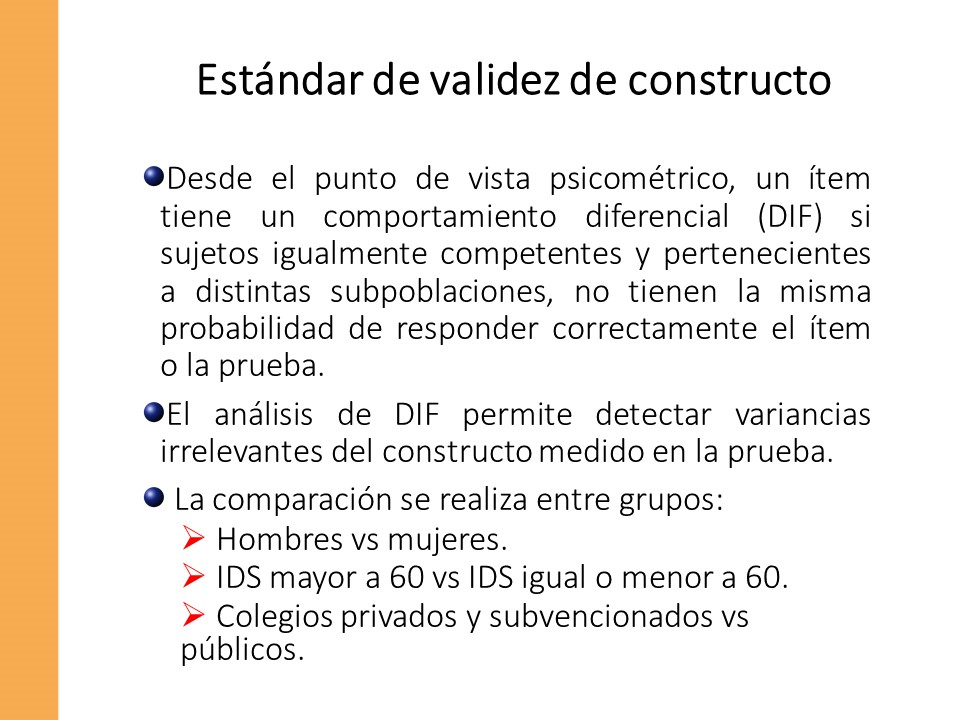 Estándar de validez de constructo
Desde el punto de vista psicométrico, un ítem
tiene un comportamiento diferencial (DIF) si
sujetos igualmente competentes y pertenecientes
a distintas subpoblaciones, no tienen la misma
probabilidad de responder correctamente el ítem
o la prueba.
El análisis de DIF permite detectar variancias
irrelevantes del constructo medido en la prueba.
La comparación se realiza entre grupos:
Hombres vs mujeres.
IDS mayor a 60 vs IDS igual o menor a 60.
Colegios privados y subvencionados vs
públicos.